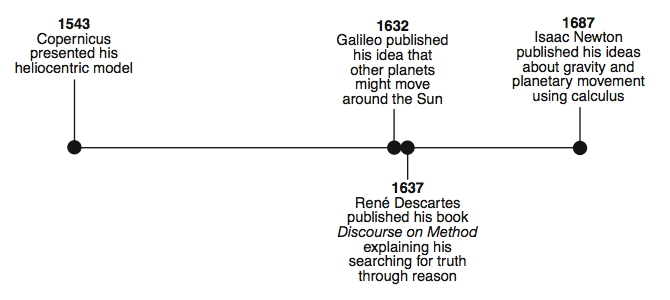 1543
Copernicus
presented his
heliocentric model
1632
Galileo published
his idea that
other planets
might move
around the Sun
1687
Isaac Newton
published his ideas
about gravity and
planetary movement
using calculus
1637
René Descartes
published his book
Discourse on Method
explaining his
searching for truth
through reason